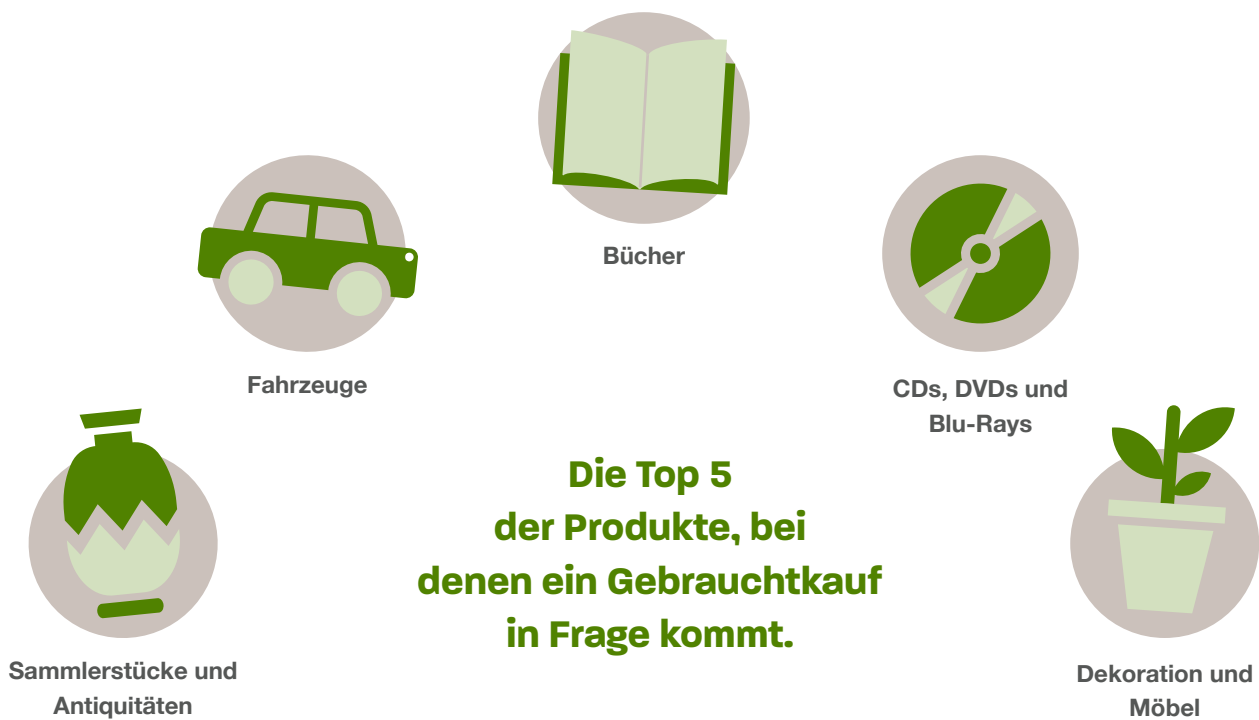 Bücher
Fahrzeuge
CDs, DVDs und
Blu-Rays
Die Top 5
der Produkte, bei
denen ein Gebrauchtkauf
in Frage kommt.
Sammlerstücke und
Antiquitäten
Dekoration und
Möbel